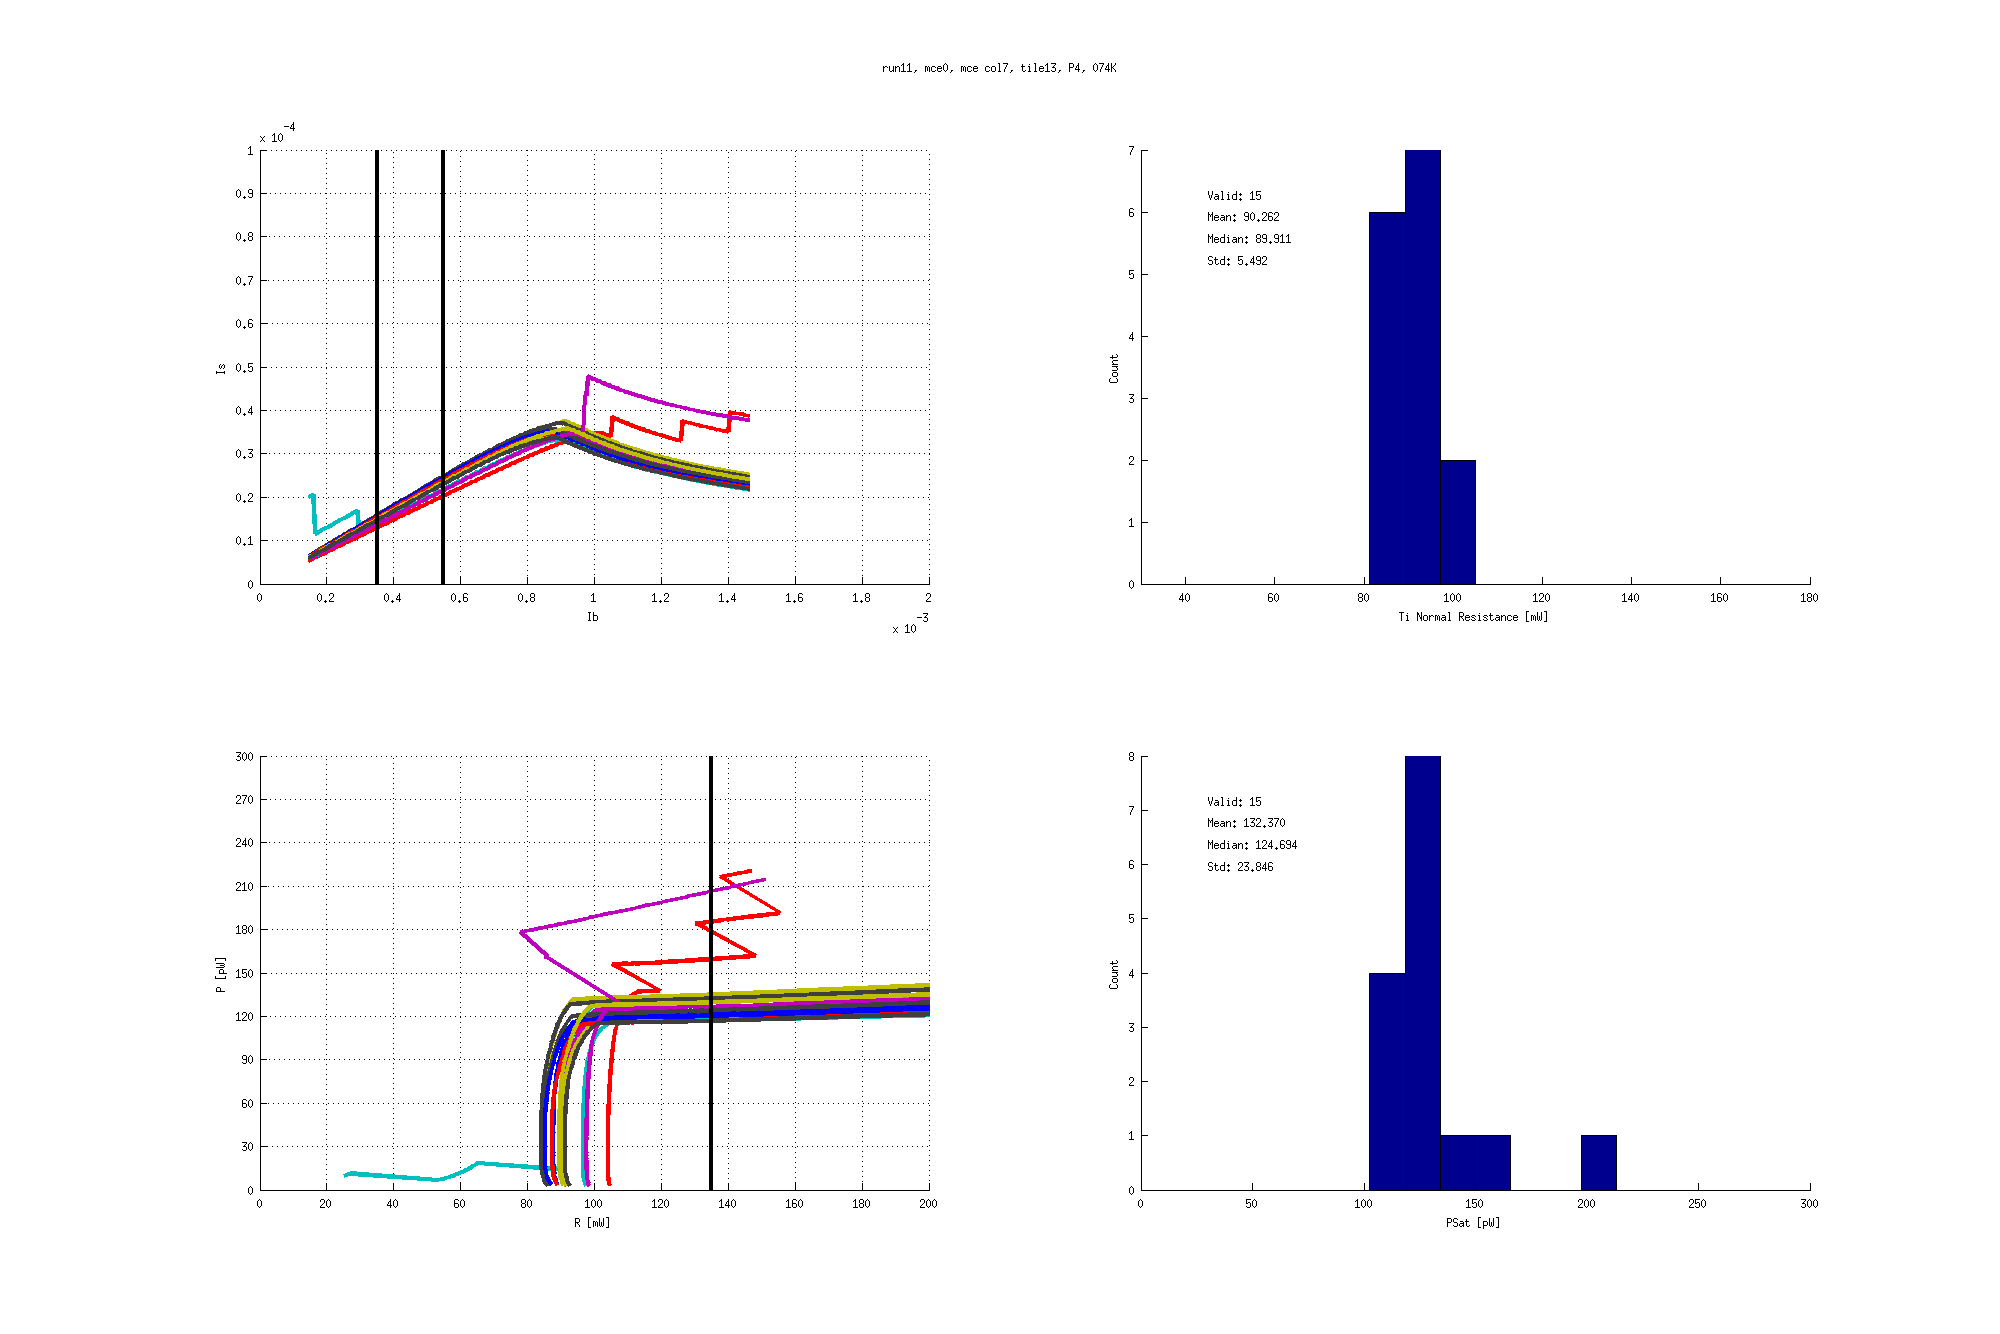 run11, mce0, mce col7, tile13, P4, 074K
x 10^-4
1
0.9
0.8
0.7
0.6
0.5
0.4
0.3
0.2
0.1
0
Is
0 0.2 0.4 0.6 0.8 1 1.2 1.4 1.6 1.8 2
Ib
x 10^-3
7
6
5
4
3
2
1
0
Count
Valid: 15
Mean: 90.262
Median: 89.911
Std: 5.492
40 60 80 100 120 140 160 180
Ti Normal Resistance [mW]
300
270
240
210
180
150
120
90
60
30
0
P [pW]
0 20 40 60 80 100 120 140 160 180 200
R [mW]
8
7
6
5
4
3
2
1
0
Count
Valid: 15
Mean: 132.370
Median: 124.694
Std: 23.846
0 50 100 150 200 250 300
PSat [pW]